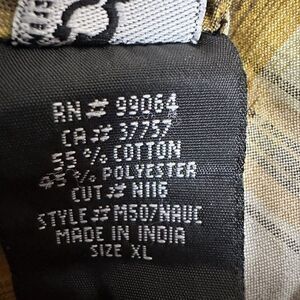 RN# 99064
CA# 37757
55 % COTTON
45 % POLYESTER
CUT# N116
STYLE# M507NAUC
MADE IN INDIA
SIZE XL